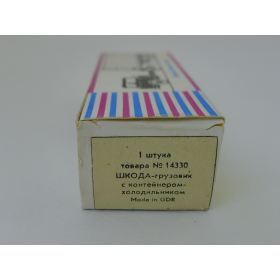 1 штука
товара № 14330
ШКОДА-грузовик
с контейнером-
холодильником
Made in GDR